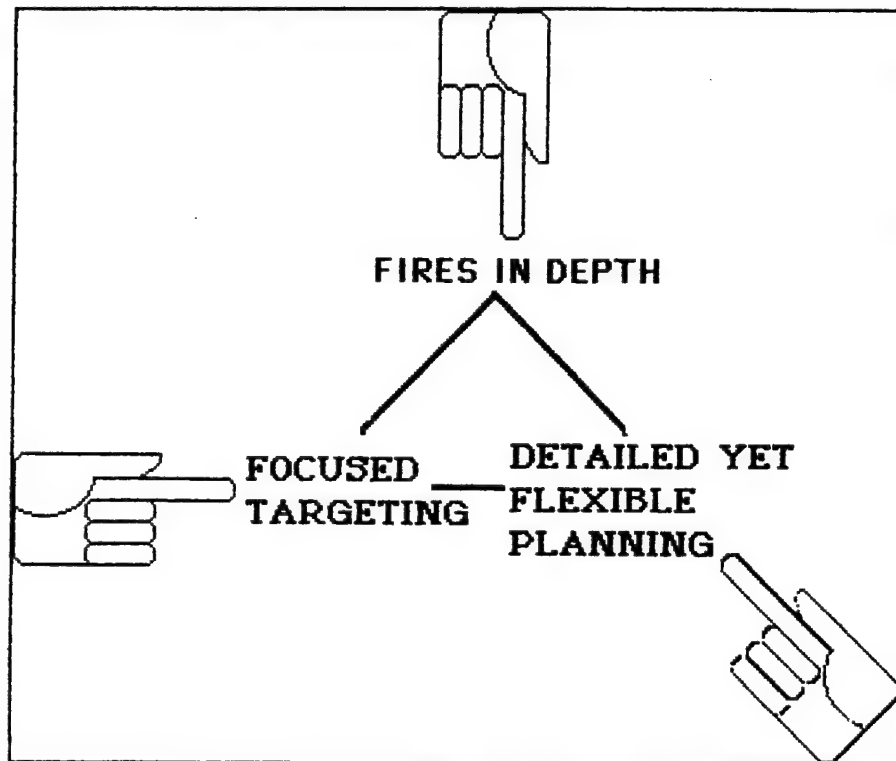 FIRES IN DEPTH
FOCUSED
TARGETING
DETAILED YET
FLEXIBLE
PLANNING